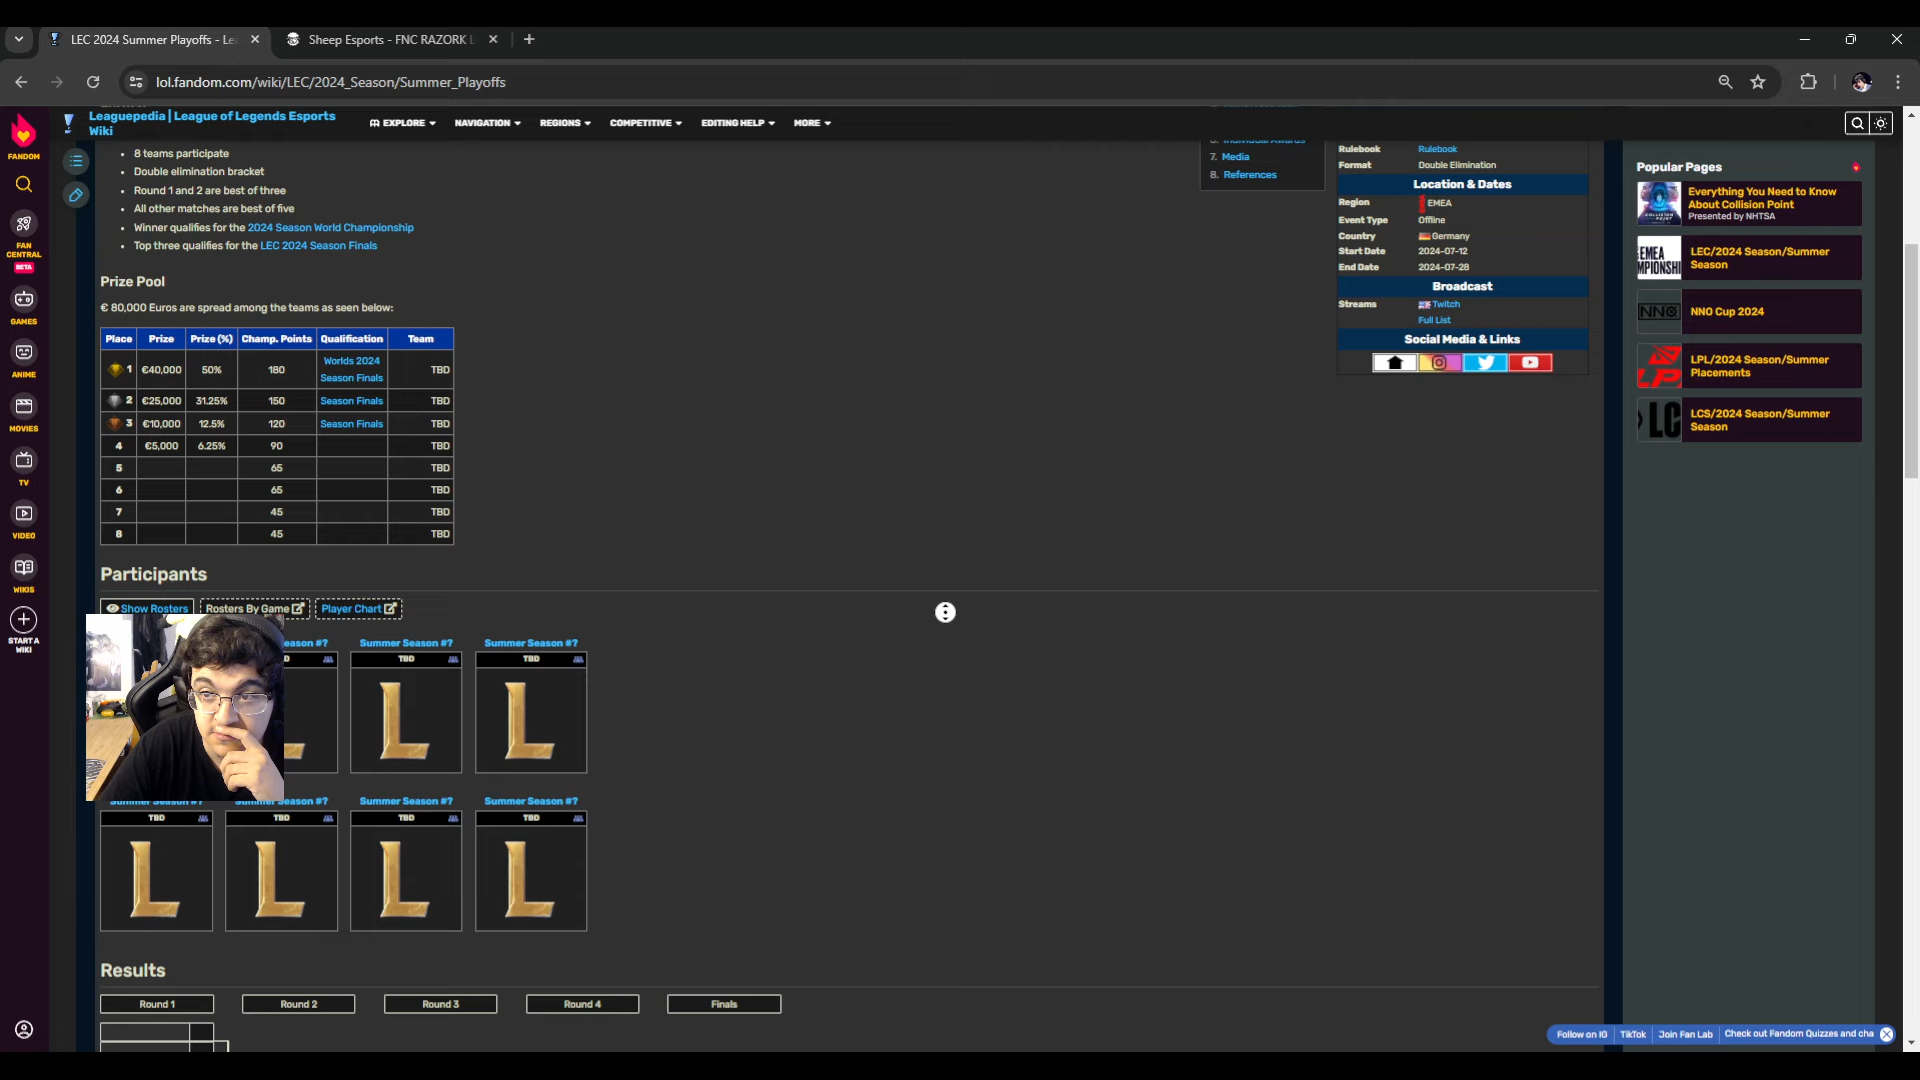 LEC 2024 Summer Playoffs - Le
Sheep Esports - FNC RAZORK
lol.fandom.com/wiki/LEC/2024_Season/Summer_Playoffs
FANDOM
FAN CENTRAL
BETA
GAMES
ANIME
MOVIES
TV
VIDEO
WIKIS
START A WIKI
Leaguepedia | League of Legends Esports Wiki
EXPLORE
NAVIGATION
REGIONS
COMPETITIVE
EDITING HELP
MORE
8 teams participate
Double elimination bracket
Round 1 and 2 are best of three
All other matches are best of five
Winner qualifies for the 2024 Season World Championship
Top three qualifies for the LEC 2024 Season Finals
7. Media
8. References
Prize Pool
€ 80,000 Euros are spread among the teams as seen below:
Place Prize Prize (%) Champ. Points Qualification Team
1 €40,000 50% 180 Worlds 2024 Season Finals TBD
2 €25,000 31.25% 150 Season Finals TBD
3 €10,000 12.5% 120 Season Finals TBD
4 €5,000 6.25% 90 TBD
5 65 TBD
6 65 TBD
7 45 TBD
8 45 TBD
Rulebook Rulebook
Format Double Elimination
Location & Dates
Region EMEA
Event Type Offline
Country Germany
Start Date 2024-07-12
End Date 2024-07-28
Broadcast
Streams Twitch
Full List
Social Media & Links
Popular Pages
Everything You Need to Know
About Collision Point
Presented by NHTSA
LEC/2024 Season/Summer
Season
NNO Cup 2024
LPL/2024 Season/Summer
Placements
LCS/2024 Season/Summer
Season
Participants
Show Rosters Rosters By Game Player Chart
eason #? Summer Season #? Summer Season #?
D TBD TBD
Summer Season #? Summer Season #? Summer Season #? Summer Season #?
TBD TBD TBD TBD
Results
Round 1 Round 2 Round 3 Round 4 Finals
Follow on IG TikTok Join Fan Lab Check out Fandom Quizzes and cha